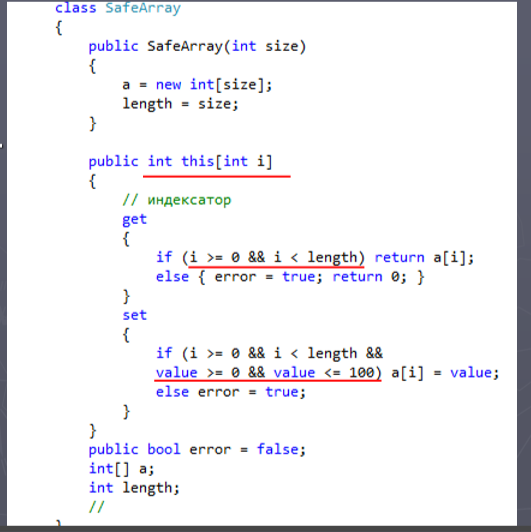 class SafeArray
{
public SafeArray(int size)
{
a = new int[size];
length = size;
}
public int this[int i]
{
// индексатор
get
{
if (i >= 0 && i < length) return a[i];
else { error = true; return 0; }
}
set
{
if (i >= 0 && i < length &&
value >= 0 && value <= 100) a[i] = value;
else error = true;
}
}
public bool error = false;
int[] a;
int length;
//
}